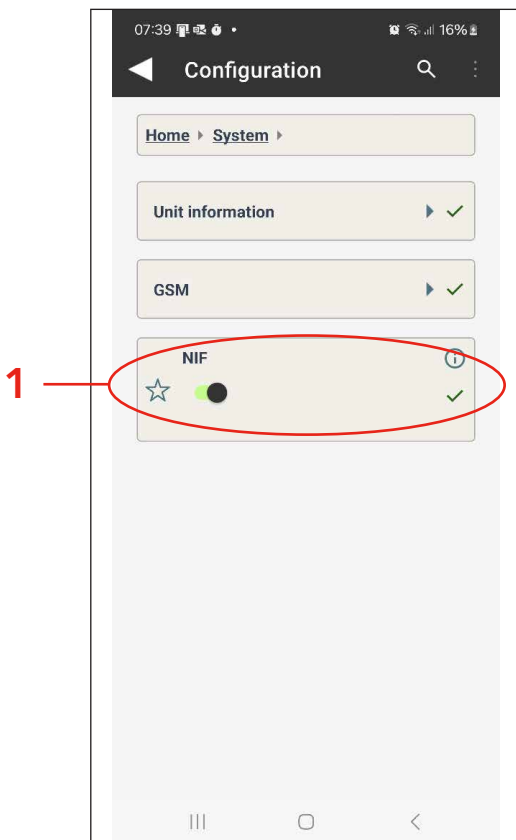 07:39 16%
Configuration
Home System
Unit information
GSM
NIF
1